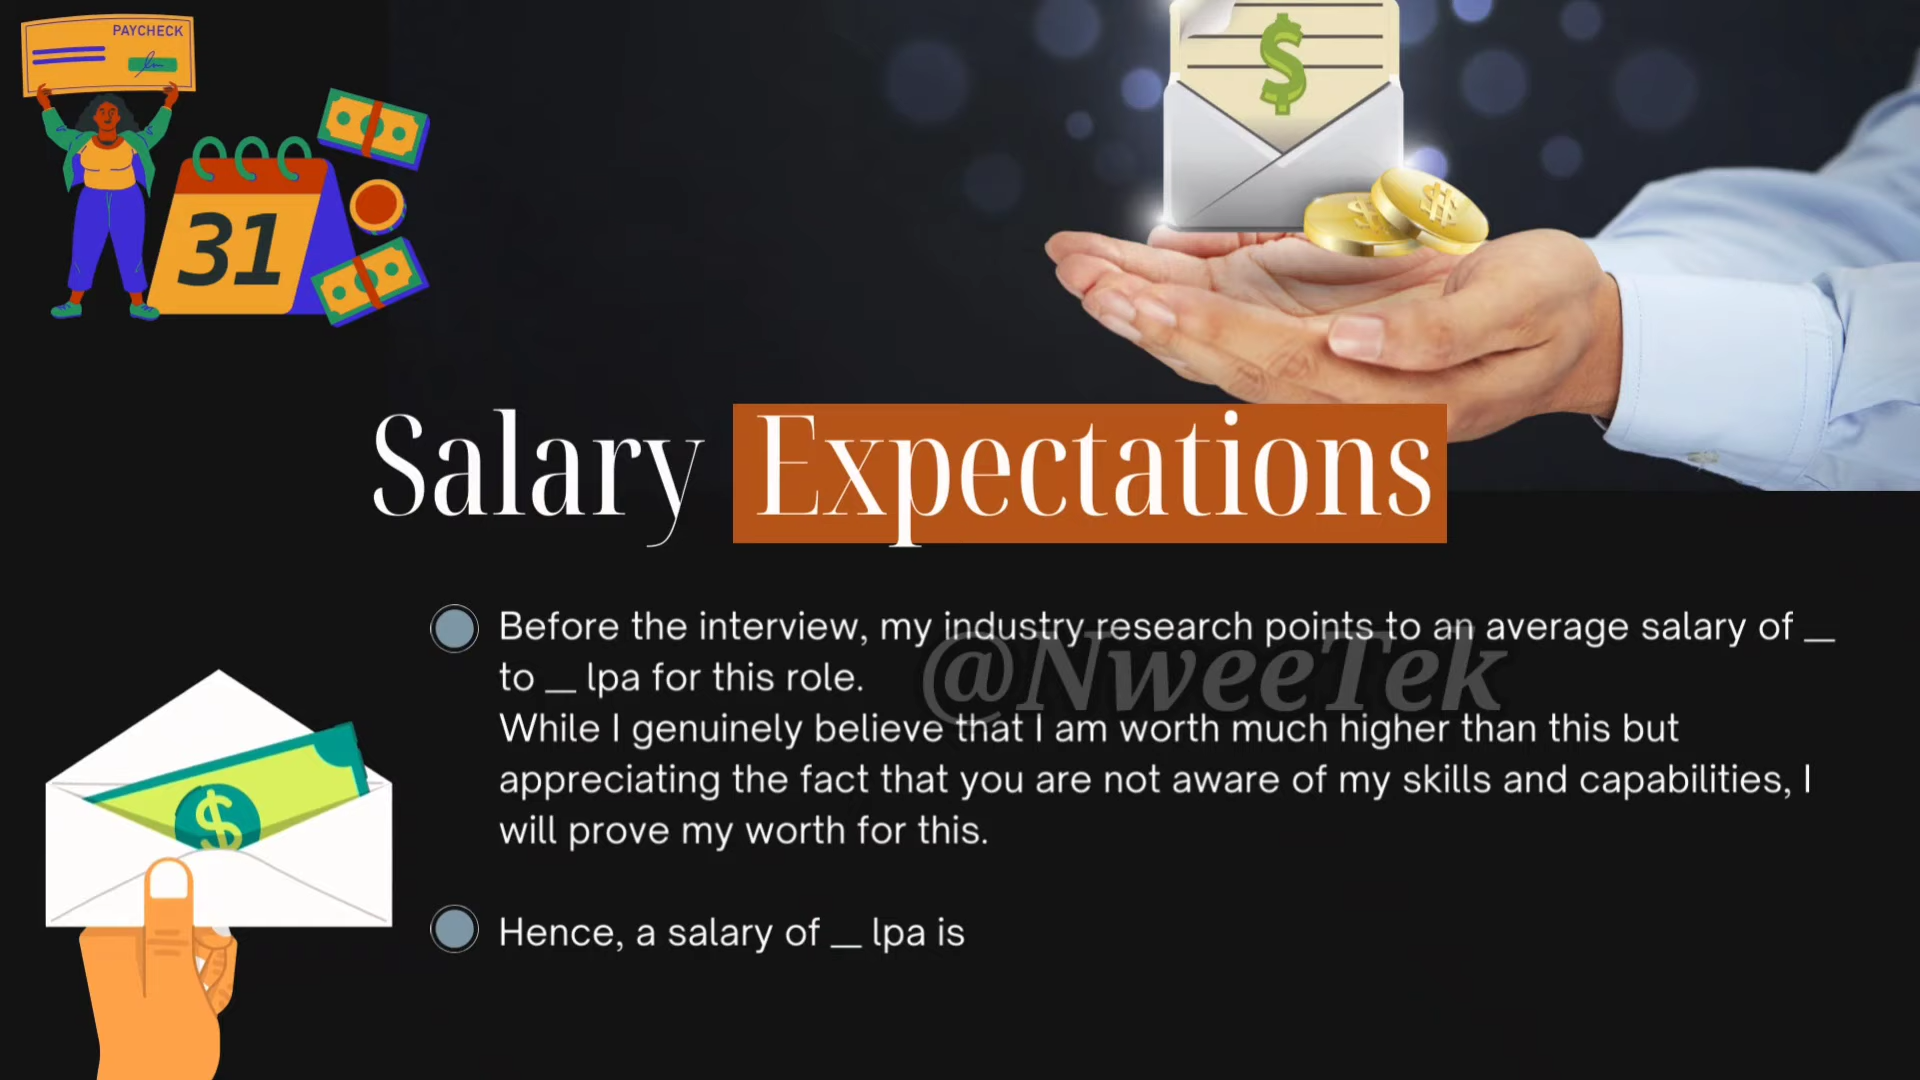 PAYCHECK
31
Salary Expectations
Before the interview, my industry research points to an average salary of __
to __ lpa for this role.
@NweeTek
While I genuinely believe that I am worth much higher than this but
appreciating the fact that you are not aware of my skills and capabilities, I
will prove my worth for this.
Hence, a salary of __ lpa is